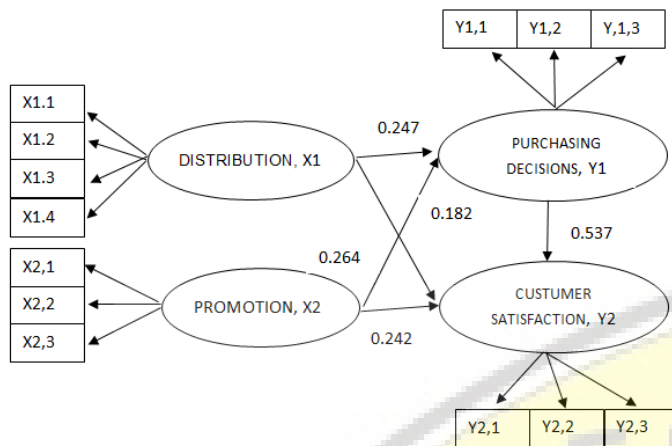 Y1,1 Y1,2 Y,1,3
X1.1
X1.2
X1.3
X1.4
DISTRIBUTION, X1
0.247
PURCHASING
DECISIONS, Y1
0.182
0.264
0.537
X2,1
X2,2
X2,3
PROMOTION, X2
0.242
CUSTUMER
SATISFACTION, Y2
Y2,1 Y2,2 Y2,3